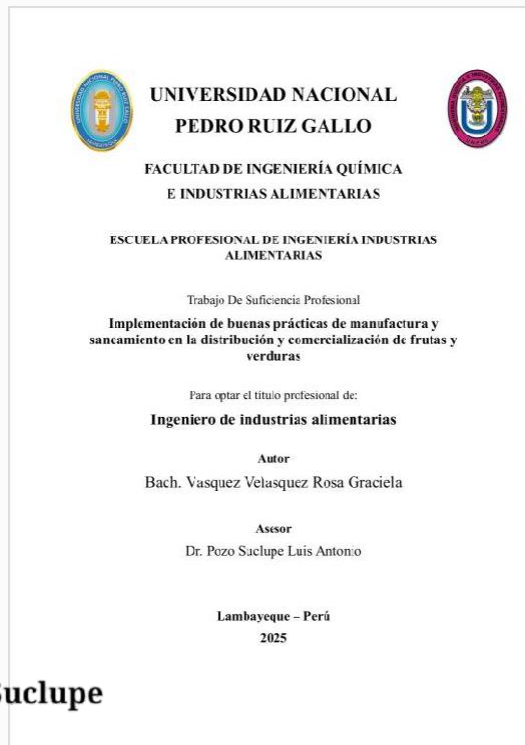 UNIVERSIDAD NACIONAL
PEDRO RUIZ GALLO
FACULTAD DE INGENIERÍA QUÍMICA
E INDUSTRIAS ALIMENTARIAS
ESCUELA PROFESIONAL DE INGENIERÍA INDUSTRIAS
ALIMENTARIAS
Trabajo De Suficiencia Profesional
Implementación de buenas prácticas de manufactura y
saneamiento en la distribución y comercialización de frutas y
verduras
Para optar el título profesional de:
Ingeniero de industrias alimentarias
Autor
Bach. Vasquez Velasquez Rosa Graciela
Asesor
Dr. Pozo Suclupe Luis Antonio
Lambayeque – Perú
2025
Suclupe